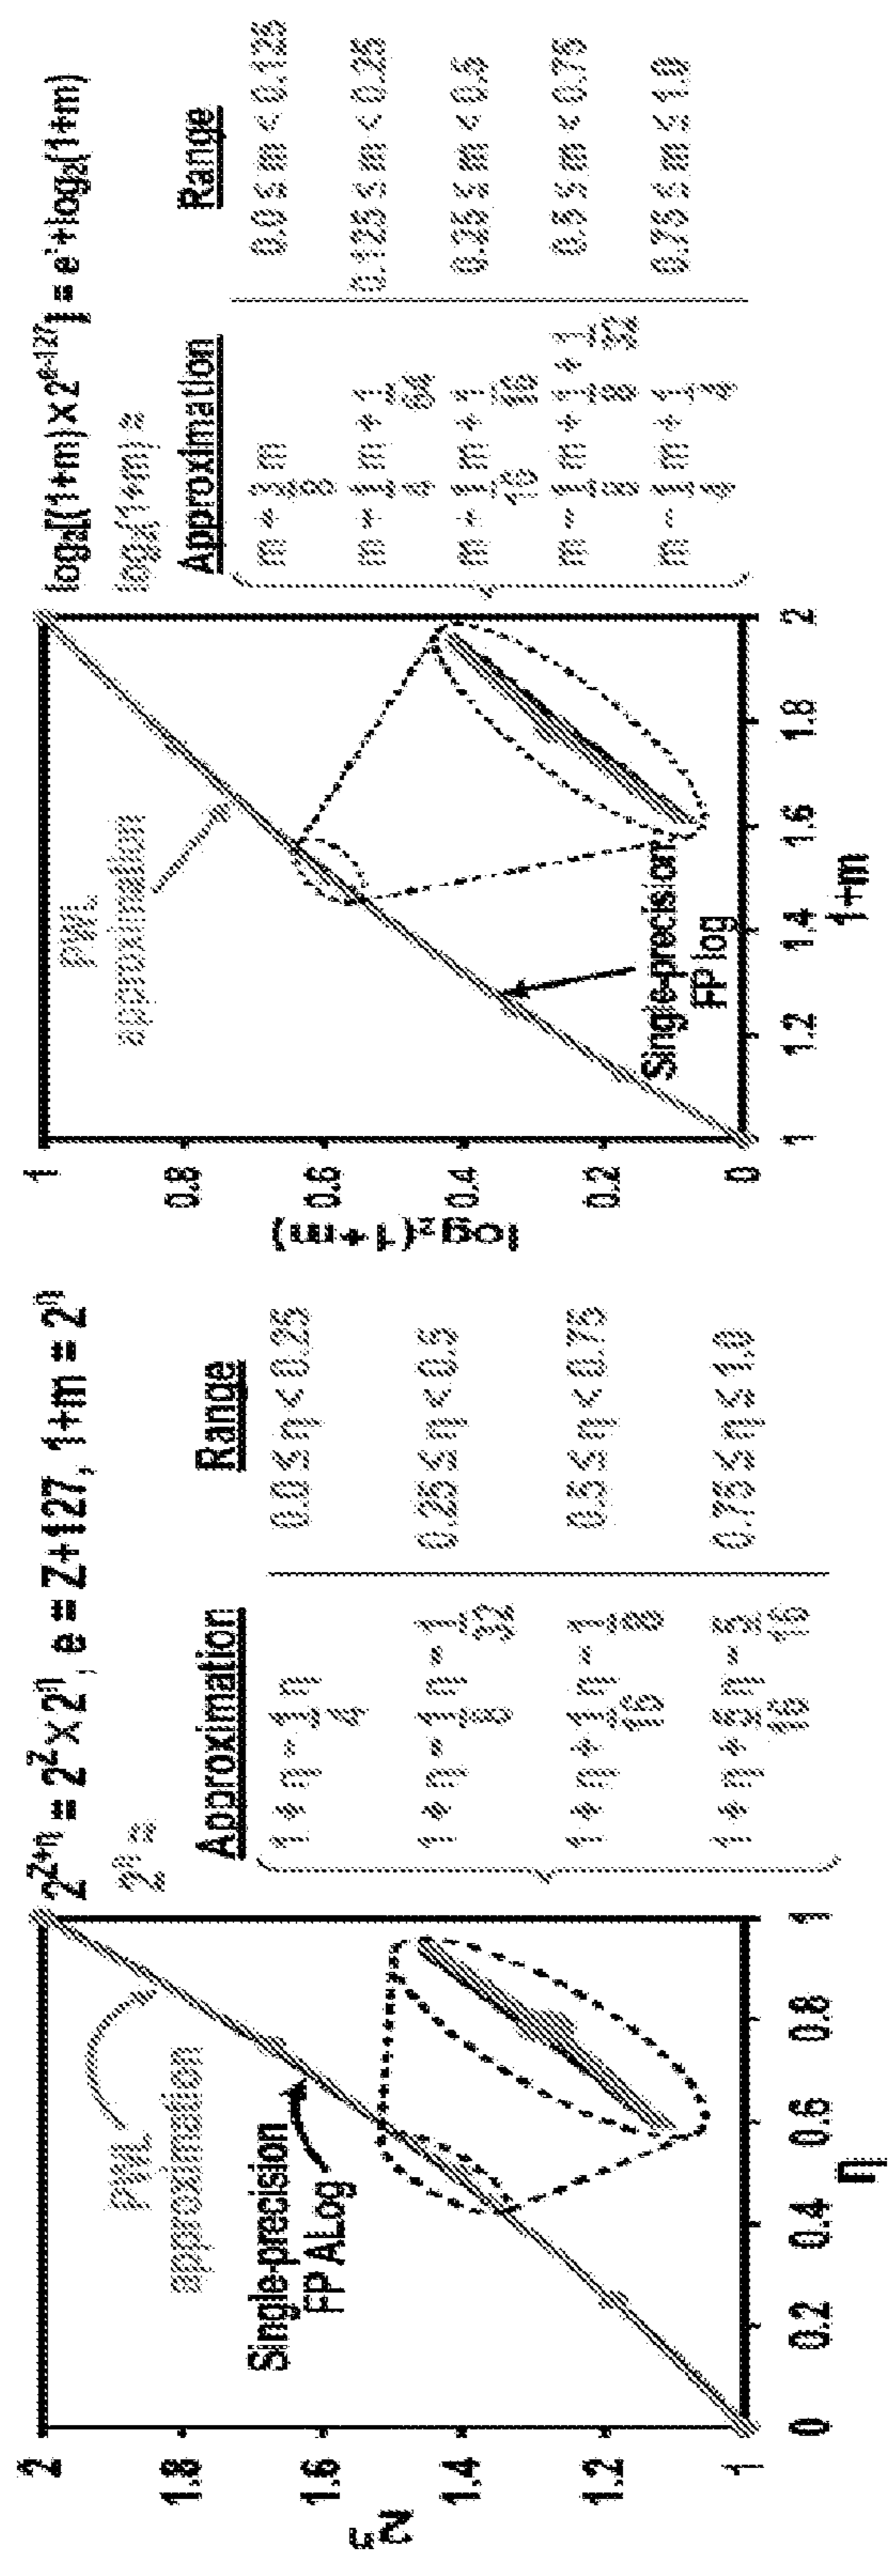 2^{Z+η} = 2^Z×2^η, e = Z+127, 1+m = 2^η
2^η ≈
Approximation Range
1 + η − 1/4 η 0.0 ≤ η < 0.25
1 + η − 1/8 η − 1/32 0.25 ≤ η < 0.5
1 + η + 1/16 η − 1/8 0.5 ≤ η < 0.75
1 + η + 5/16 η − 5/16 0.75 ≤ η ≤ 1.0
2
1.8
1.6
1.4
1.2
1
2^η
PWL
approximation
Single-precision
FP ALog
0 0.2 0.4 0.6 0.8 1
η
log₂[(1+m)×2^{e-127}] = e'+log₂(1+m)
log₂(1+m) ≈
Approximation Range
m + 1/8 m 0.0 ≤ m < 0.125
m + 1/4 m + 1/64 0.125 ≤ m < 0.25
m + 1/16 m + 1/16 0.25 ≤ m < 0.5
m − 1/8 m + 1/8 + 1/32 0.5 ≤ m < 0.75
m − 1/4 m + 1/4 0.75 ≤ m ≤ 1.0
1
0.8
0.6
0.4
0.2
0
log₂(1+m)
PWL
approximation
Single-precision
FP log
1 1.2 1.4 1.6 1.8 2
1+m